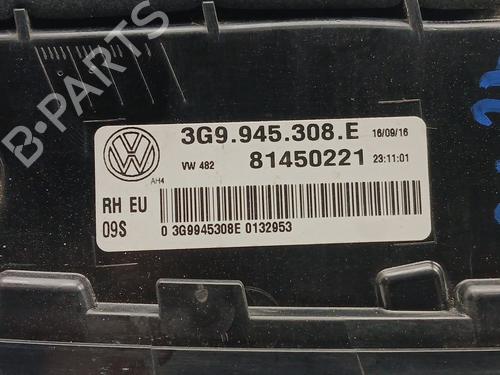 B-PARTS
3G9.945.308.E 16/09/16
VW 482 81450221 23:11:01
AH4
RH EU
09S 0 3G9945308E 0132953